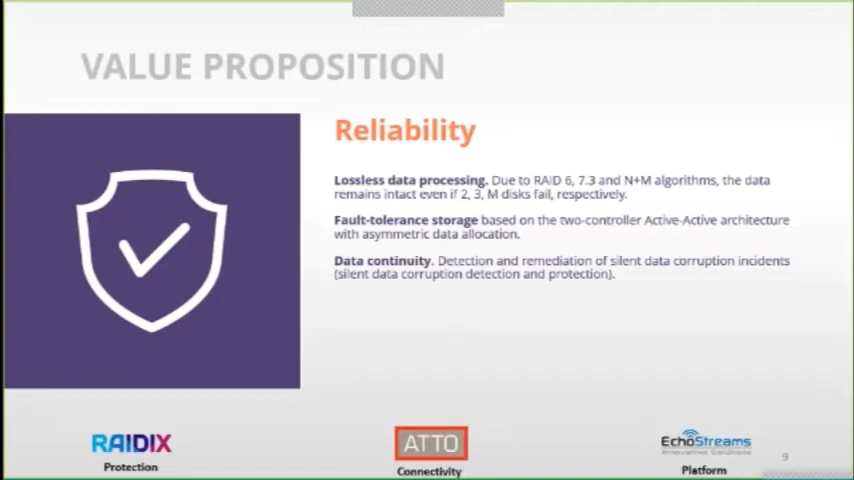 VALUE PROPOSITION
Reliability
Lossless data processing. Due to RAID 6, 7.3 and N+M algorithms, the data
remains intact even if 2, 3, M disks fail, respectively.
Fault-tolerance storage based on the two-controller Active-Active architecture
with asymmetric data allocation.
Data continuity. Detection and remediation of silent data corruption incidents
(silent data corruption detection and protection).
RAIDIX
Protection
ATTO
Connectivity
EchoStreams
Innovative Solutions
Platform
9